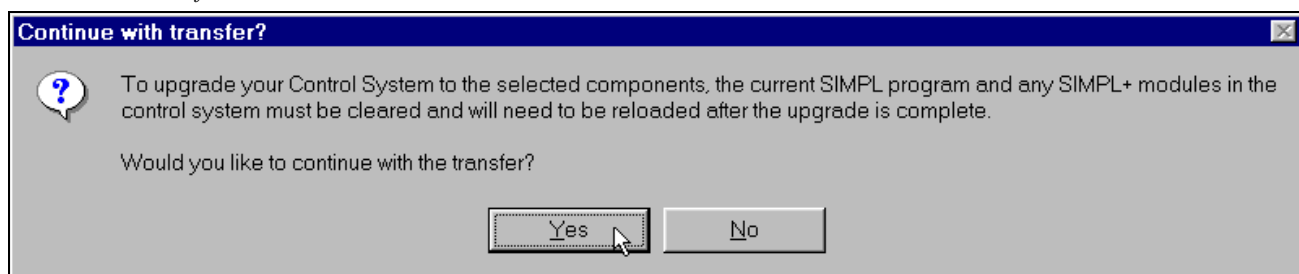 Continue with transfer?
To upgrade your Control System to the selected components, the current SIMPL program and any SIMPL+ modules in the
control system must be cleared and will need to be reloaded after the upgrade is complete.
Would you like to continue with the transfer?
Yes No